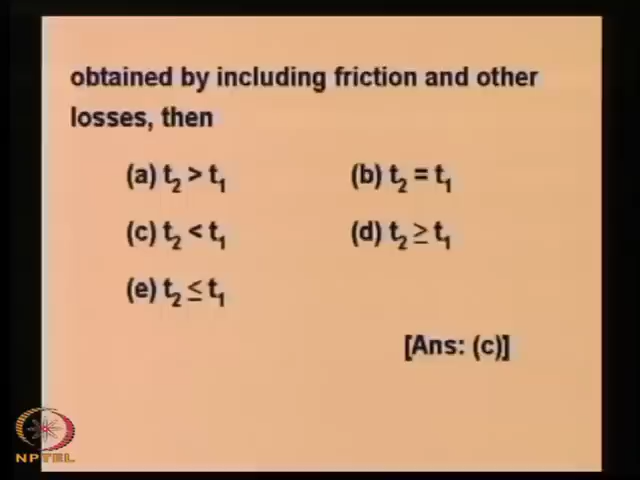 obtained by including friction and other
losses, then
(a) t₂ > t₁ (b) t₂ = t₁
(c) t₂ < t₁ (d) t₂ ≥ t₁
(e) t₂ ≤ t₁
[Ans: (c)]
NPTEL